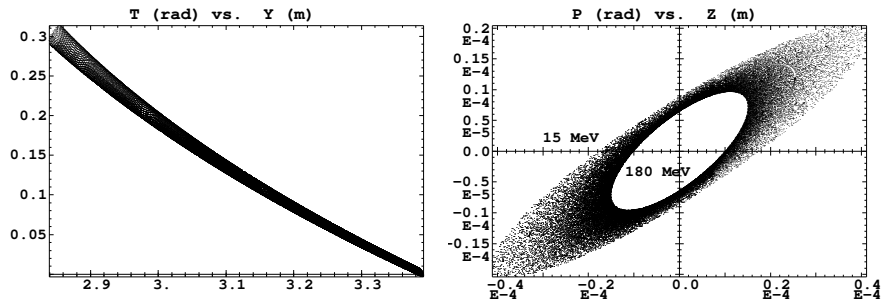 T (rad) vs. Y (m)
0.3
0.25
0.2
0.15
0.1
0.05
2.9 3.0 3.1 3.2 3.3
P (rad) vs. Z (m)
0.2
E-4
0.15
E-4
0.1
E-4
0.5
E-5
0.0
-0.5
E-5
-0.1
E-4
-0.15
E-4
15 MeV
180 MeV
-0.4 -0.2 0.0 0.2 0.4
E-4 E-4 E-4 E-4